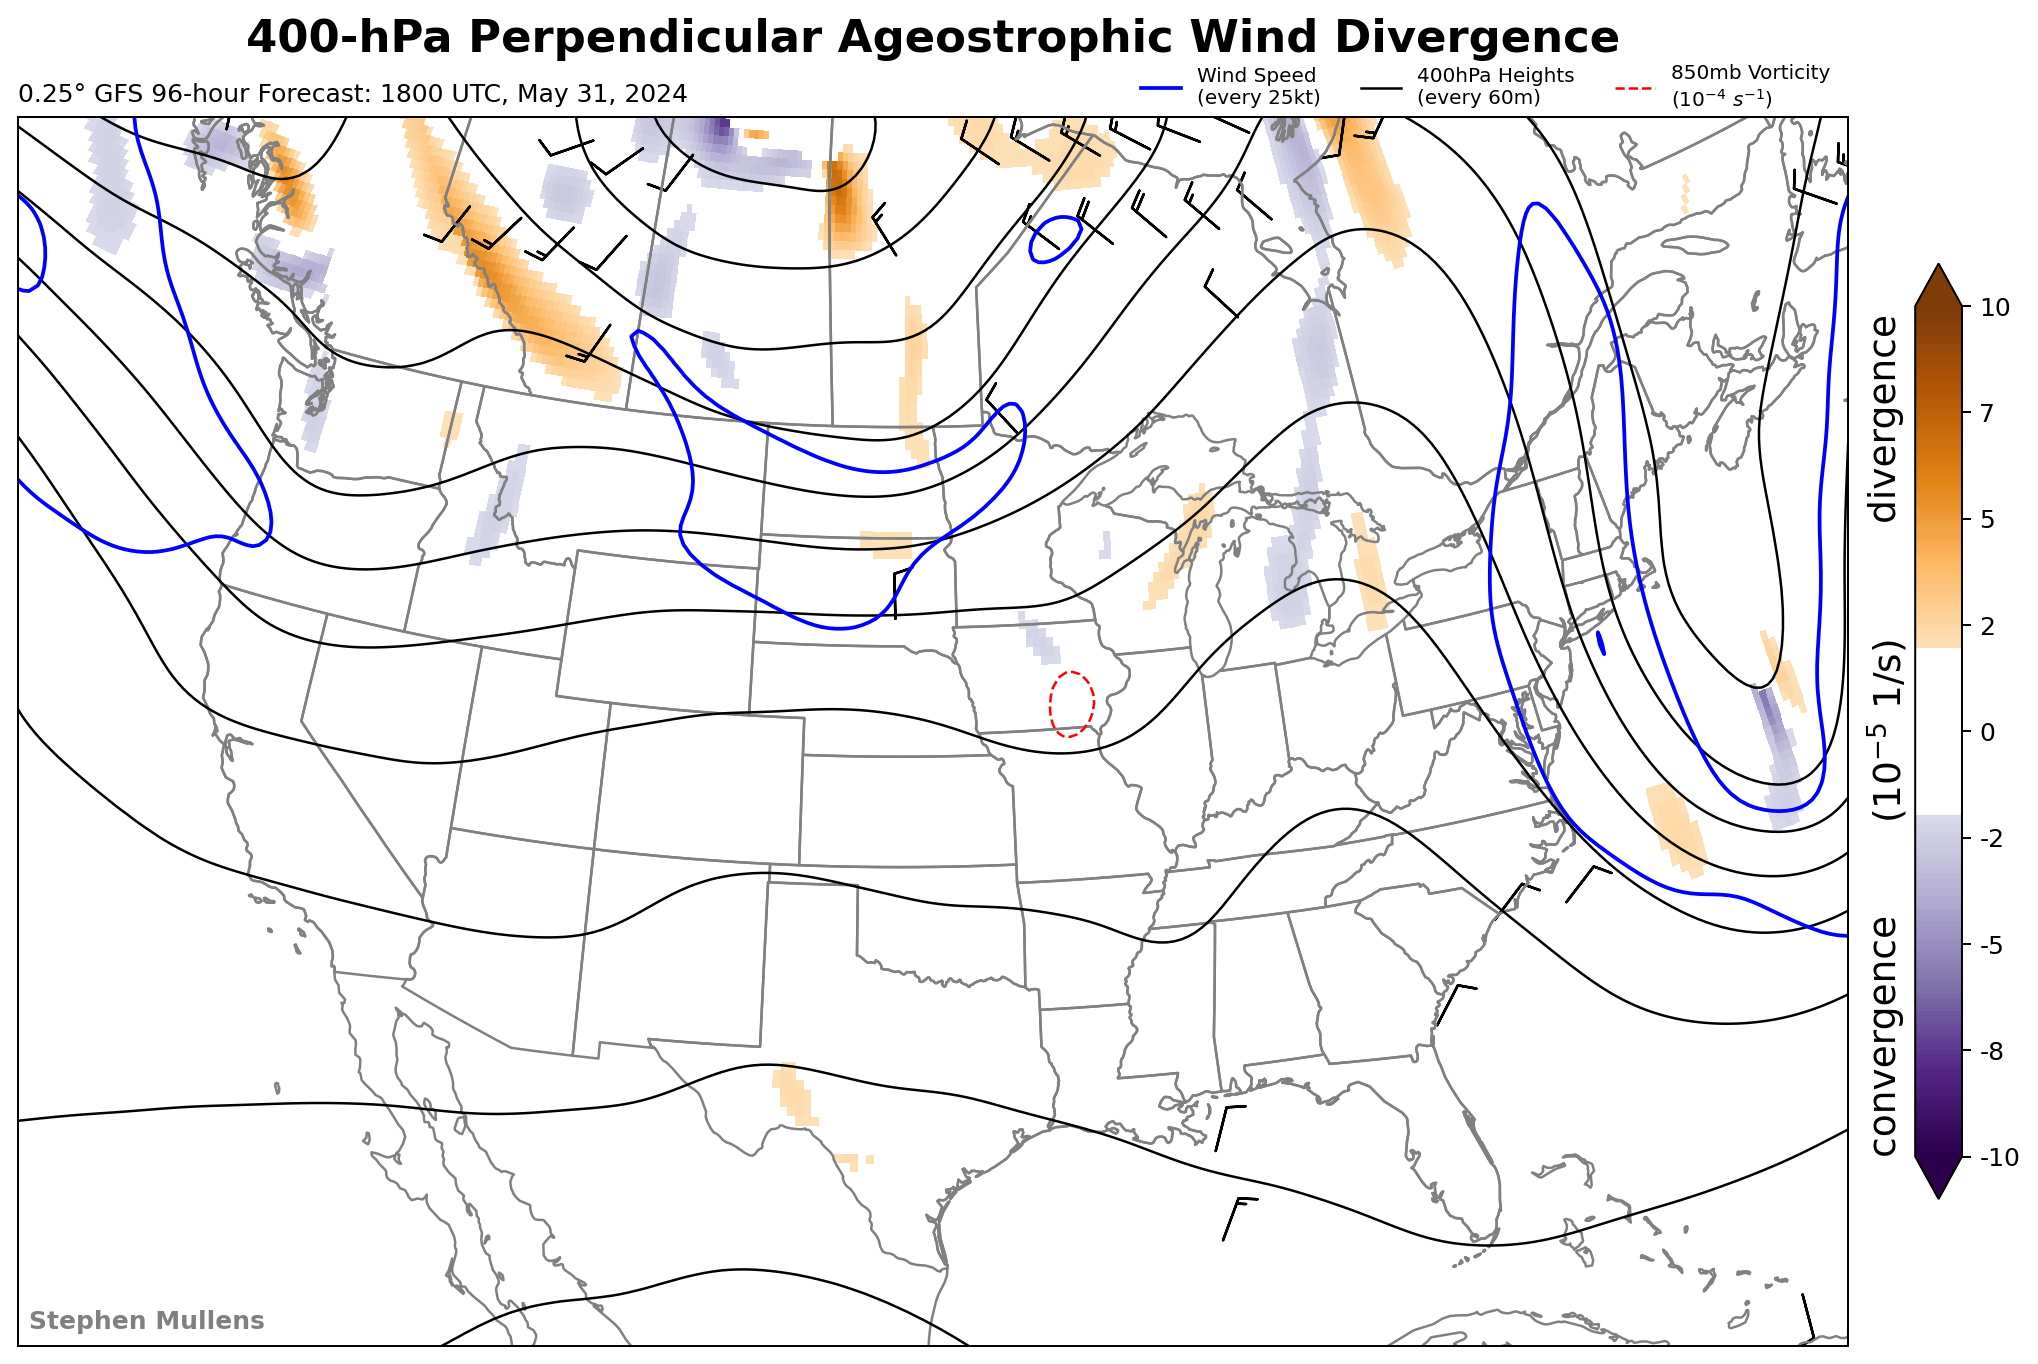 400-hPa Perpendicular Ageostrophic Wind Divergence
0.25° GFS 96-hour Forecast: 1800 UTC, May 31, 2024
Wind Speed
(every 25kt)
400hPa Heights
(every 60m)
850mb Vorticity
(10⁻⁴ s⁻¹)
10
7
5
2
0
-2
-5
-8
-10
convergence (10⁻⁵ 1/s) divergence
Stephen Mullens